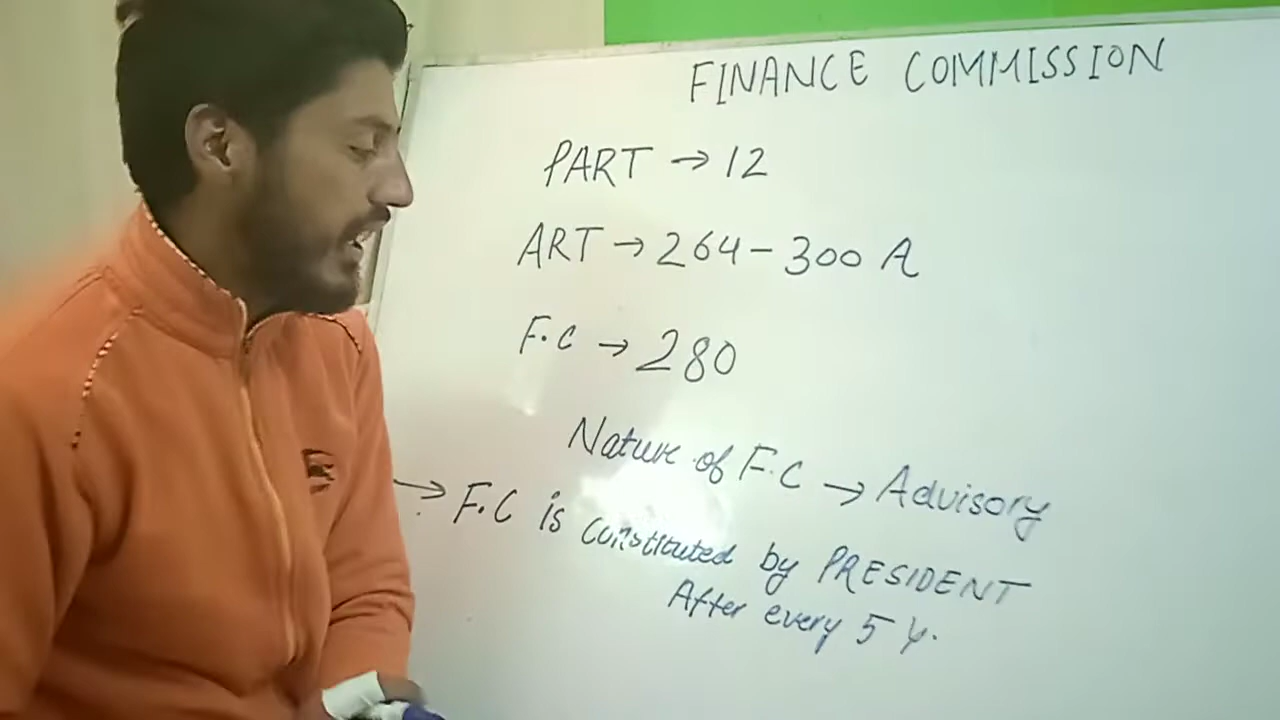 FINANCE COMMISSION
PART → 12
ART → 264 - 300 A
F.C → 280
Nature of F.C → Advisory
→ F.C is constituted by PRESIDENT
After every 5 y.